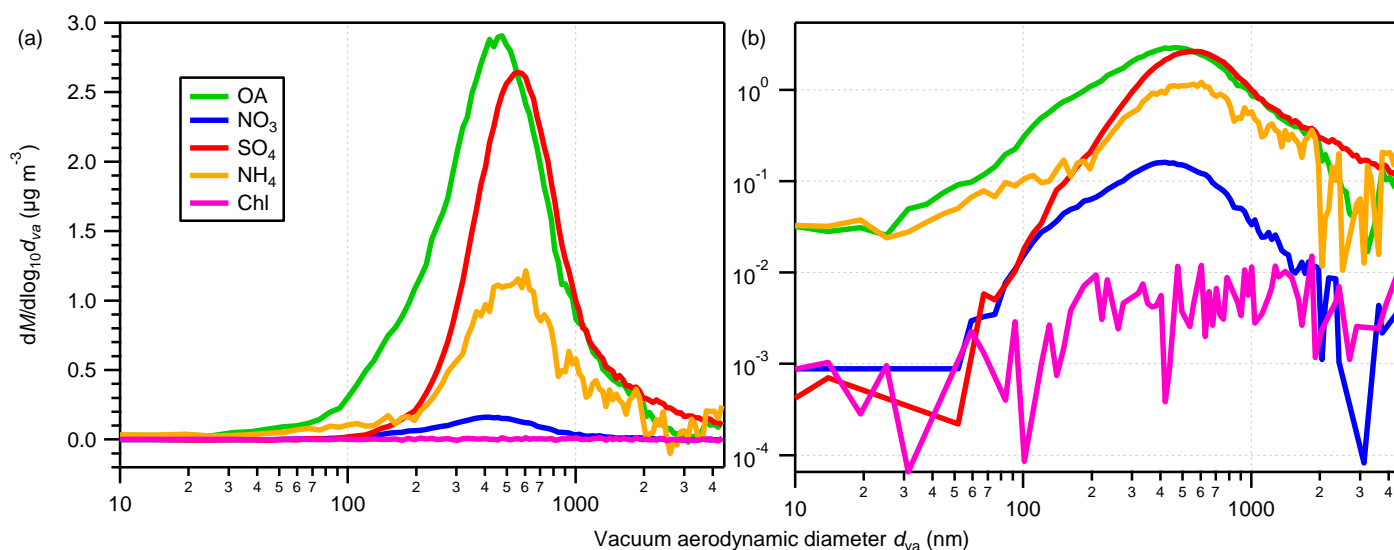 (a)
dM/dlog₁₀dva (µg m⁻³)
3.0
2.5
2.0
1.5
1.0
0.5
0.0
OA
NO₃
SO₄
NH₄
Chl
2 3 4 5 6 7 2 3 4 5 6 7 2 3 4
10 100 1000
(b)
10⁰
10⁻¹
10⁻²
10⁻³
10⁻⁴
2 3 4 5 6 7 2 3 4 5 6 7 2 3 4
10 100 1000
Vacuum aerodynamic diameter dva (nm)